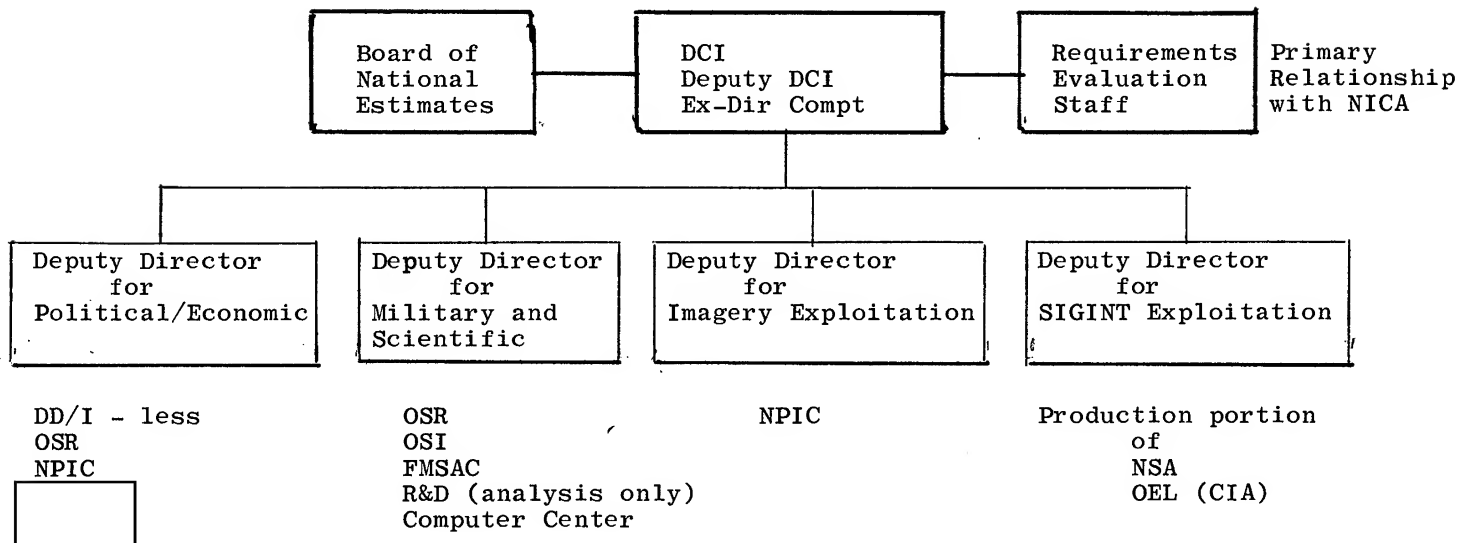 Board of
National
Estimates
DCI
Deputy DCI
Ex-Dir Compt
Requirements
Evaluation
Staff
Primary
Relationship
with NICA
Deputy Director
for
Political/Economic
Deputy Director
for
Military and
Scientific
Deputy Director
for
Imagery Exploitation
Deputy Director
for
SIGINT Exploitation
DD/I - less
OSR
NPIC
OSR
OSI
FMSAC
R&D (analysis only)
Computer Center
NPIC
Production portion
of
NSA
OEL (CIA)